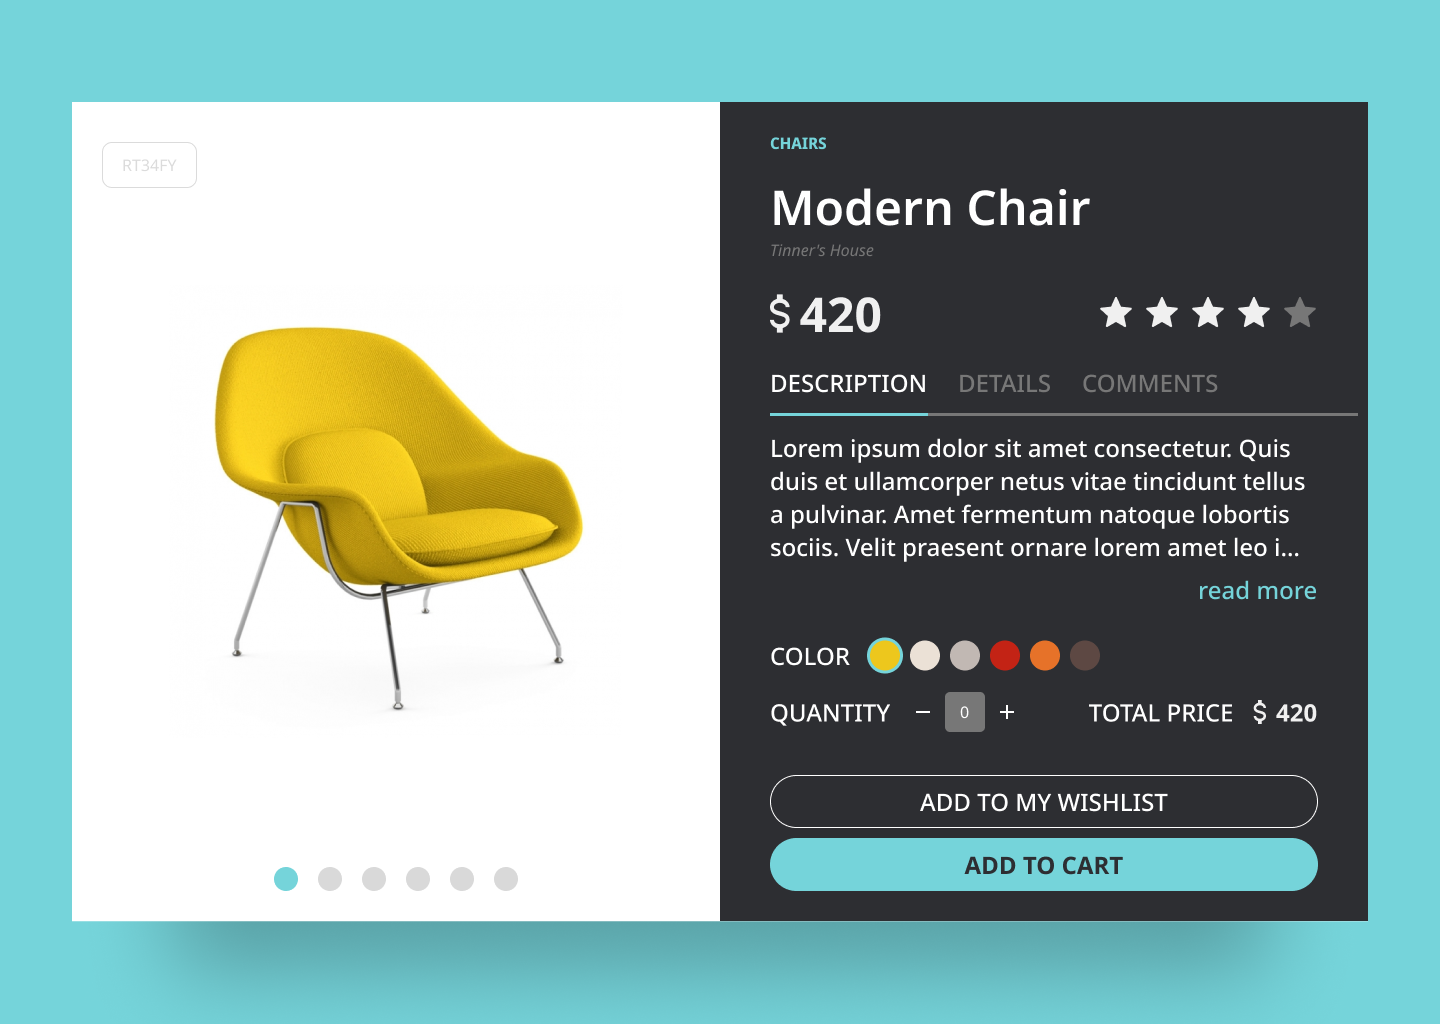 RT34FY
CHAIRS
Modern Chair
Tinner's House
$ 420
DESCRIPTION DETAILS COMMENTS
Lorem ipsum dolor sit amet consectetur. Quis
duis et ullamcorper netus vitae tincidunt tellus
a pulvinar. Amet fermentum natoque lobortis
sociis. Velit praesent ornare lorem amet leo i...
read more
COLOR
QUANTITY − 0 + TOTAL PRICE $ 420
ADD TO MY WISHLIST
ADD TO CART